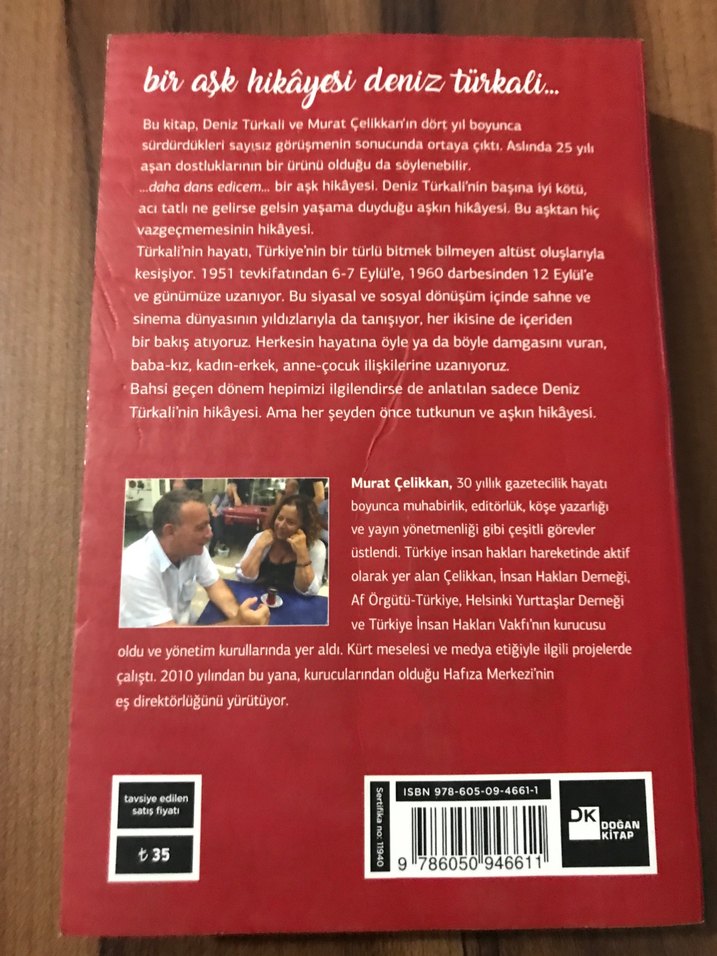 bir aşk hikâyesi deniz türkali...
Bu kitap, Deniz Türkali ve Murat Çelikkan'ın dört yıl boyunca
sürdürdükleri sayısız görüşmenin sonucunda ortaya çıktı. Aslında 25 yılı
aşan dostluklarının bir ürünü olduğu da söylenebilir.
...daha dans edicem... bir aşk hikâyesi. Deniz Türkali'nin başına iyi kötü,
acı tatlı ne gelirse gelsin yaşama duyduğu aşkın hikâyesi. Bu aşktan hiç
vazgeçmemesinin hikâyesi.
Türkali'nin hayatı, Türkiye'nin bir türlü bitmek bilmeyen altüst oluşlarıyla
kesişiyor. 1951 tevkifatından 6-7 Eylül'e, 1960 darbesinden 12 Eylül'e
ve günümüze uzanıyor. Bu siyasal ve sosyal dönüşüm içinde sahne ve
sinema dünyasının yıldızlarıyla da tanışıyor, her ikisine de içeriden
bir bakış atıyoruz. Herkesin hayatına öyle ya da böyle damgasını vuran,
baba-kız, kadın-erkek, anne-çocuk ilişkilerine uzanıyoruz.
Bahsi geçen dönem hepimizi ilgilendirse de anlatılan sadece Deniz
Türkali'nin hikâyesi. Ama her şeyden önce tutkunun ve aşkın hikâyesi.
Murat Çelikkan, 30 yıllık gazetecilik hayatı
boyunca muhabirlik, editörlük, köşe yazarlığı
ve yayın yönetmenliği gibi çeşitli görevler
üstlendi. Türkiye insan hakları hareketinde aktif
olarak yer alan Çelikkan, İnsan Hakları Derneği,
Af Örgütü-Türkiye, Helsinki Yurttaşlar Derneği
ve Türkiye İnsan Hakları Vakfı'nın kurucusu
oldu ve yönetim kurullarında yer aldı. Kürt meselesi ve medya etiğiyle ilgili projelerde
çalıştı. 2010 yılından bu yana, kurucularından olduğu Hafıza Merkezi'nin
eş direktörlüğünü yürütüyor.
tavsiye edilen
satış fiyatı
₺ 35
Sertifika no: 11940
ISBN 978-605-09-4661-1
9 786050 946611
DK
DOĞAN
KİTAP